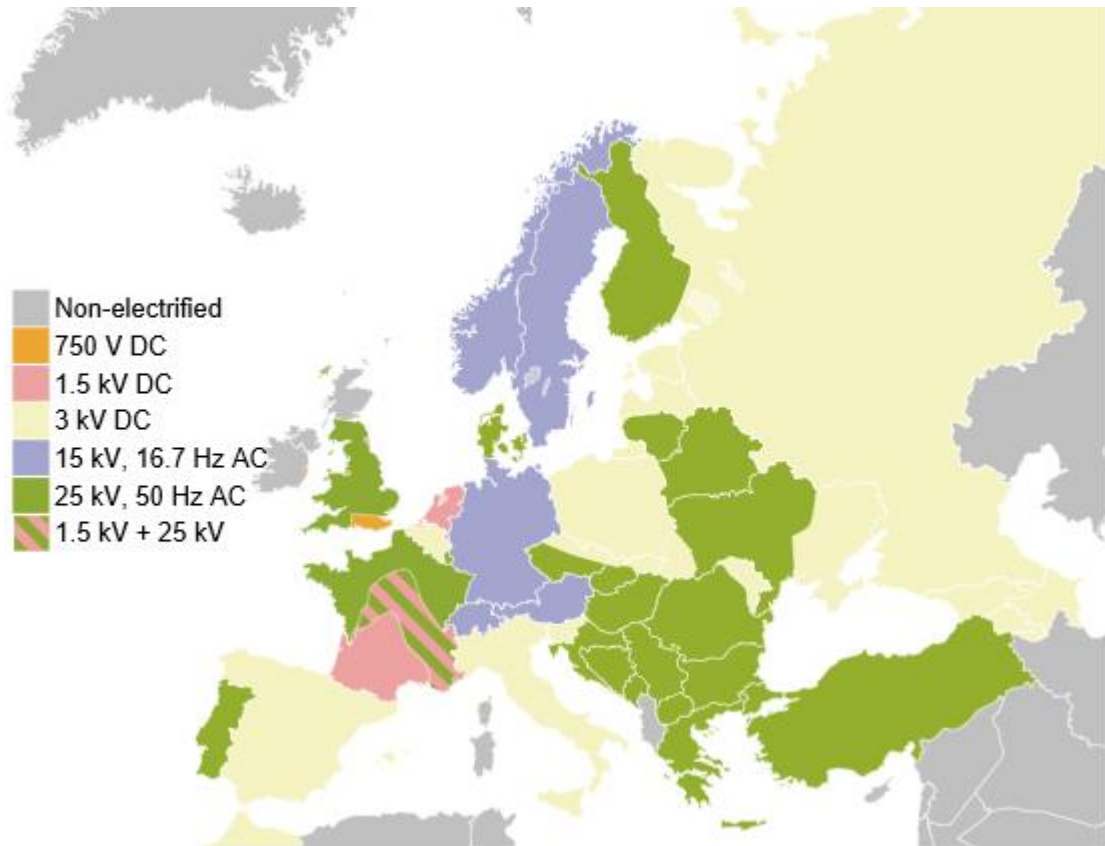 Non-electrified
750 V DC
1.5 kV DC
3 kV DC
15 kV, 16.7 Hz AC
25 kV, 50 Hz AC
1.5 kV + 25 kV